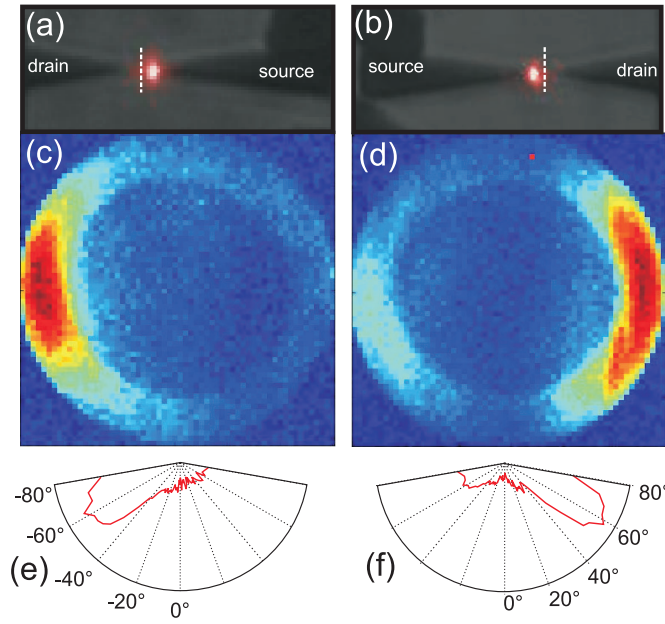 (a)
drain
source
(b)
source
drain
(c)
(d)
-80°
-60°
-40°
-20°
0°
(e)
80°
60°
40°
20°
0°
(f)